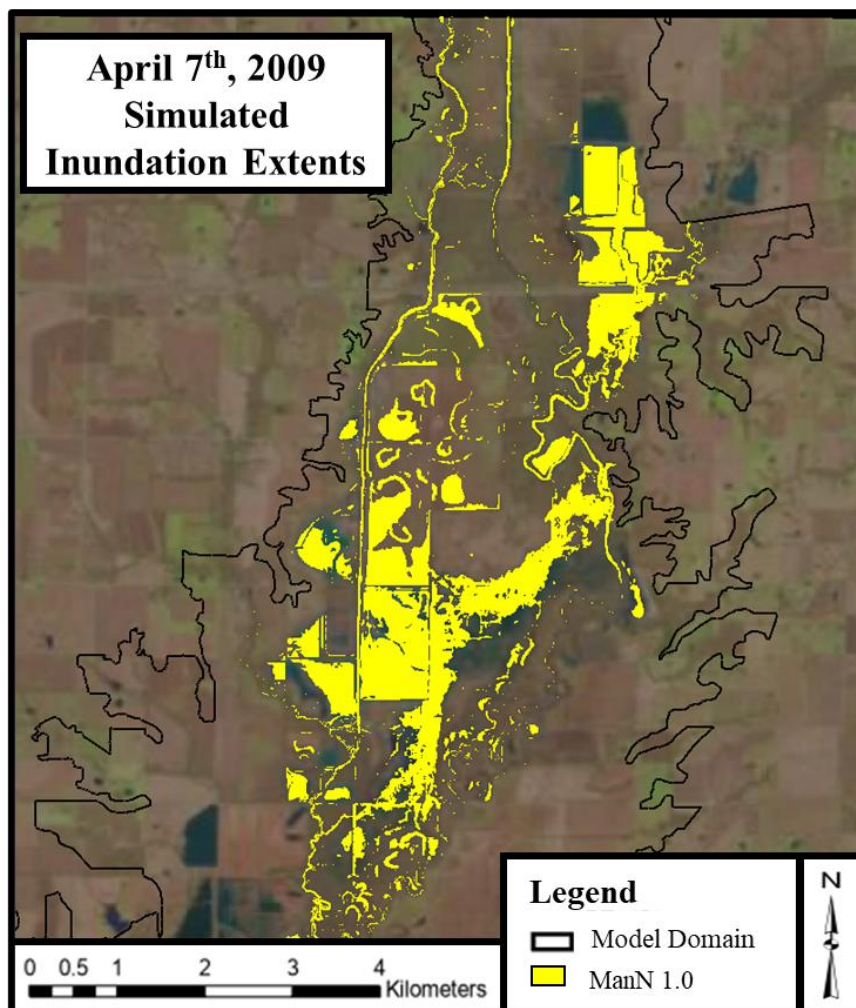 April 7th, 2009
Simulated
Inundation Extents
Legend
Model Domain
ManN 1.0
N
0 0.5 1 2 3 4
Kilometers